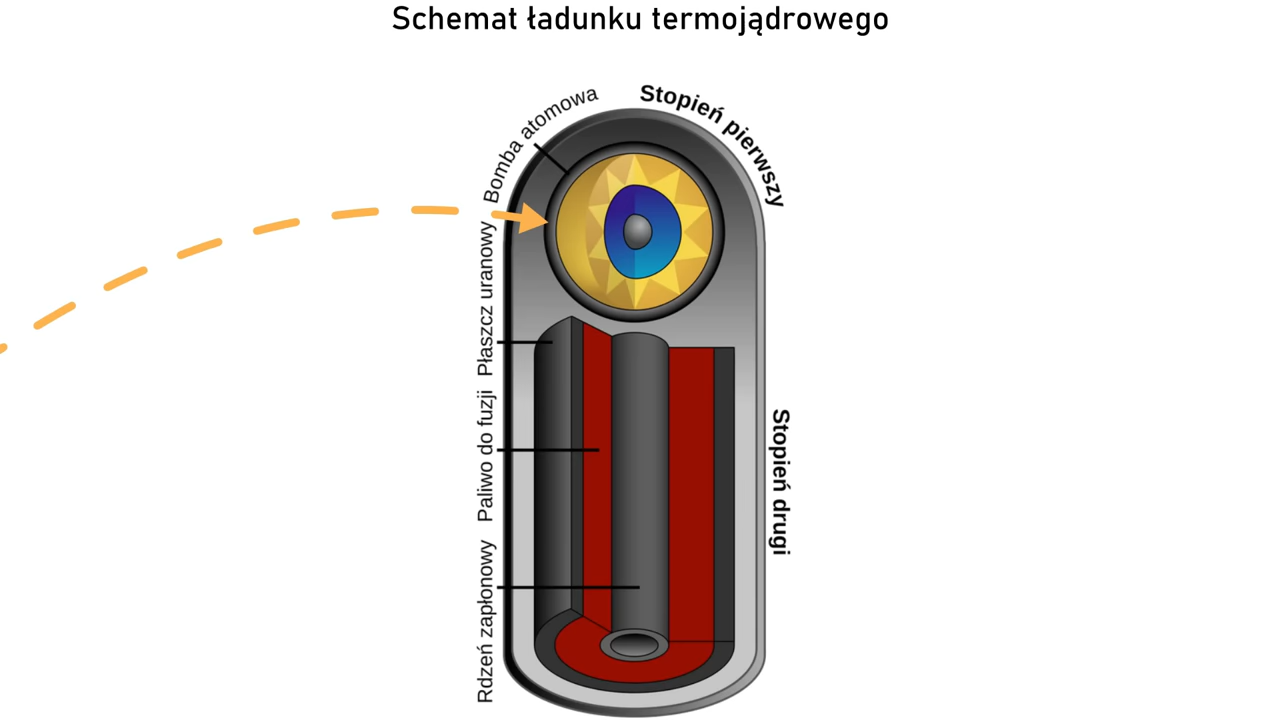 Schemat ładunku termojądrowego
Bomba atomowa
Stopień pierwszy
Płaszcz uranowy
Paliwo do fuzji
Rdzeń zapłonowy
Stopień drugi